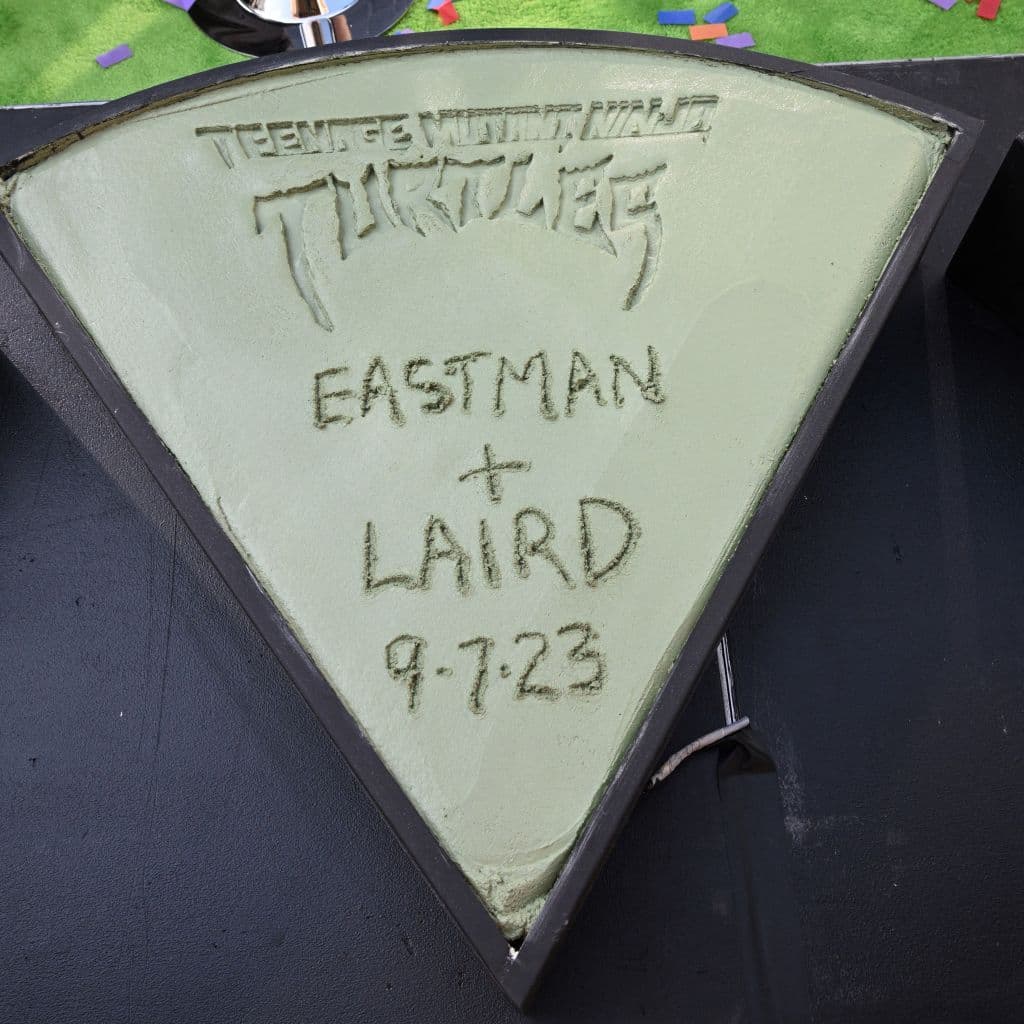 TEENAGE MUTANT NINJA
TURTLES
EASTMAN
+
LAIRD
9.7.23